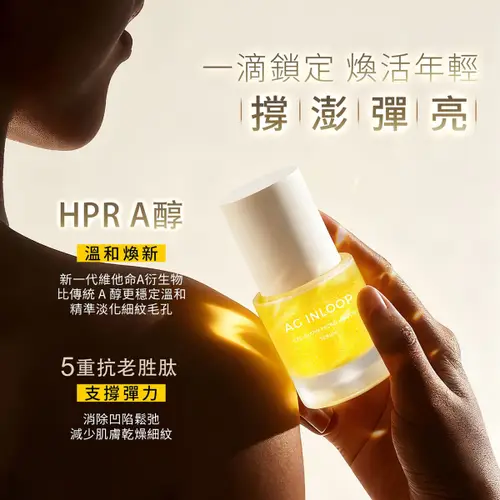 一滴鎖定 煥活年輕
撐 澎 彈 亮
HPR A醇
溫和煥新
新一代維他命A衍生物
比傳統 A 醇更穩定溫和
精準淡化細紋毛孔
5重抗老胜肽
支撐彈力
消除凹陷鬆弛
減少肌膚乾燥細紋
AG INLOOP